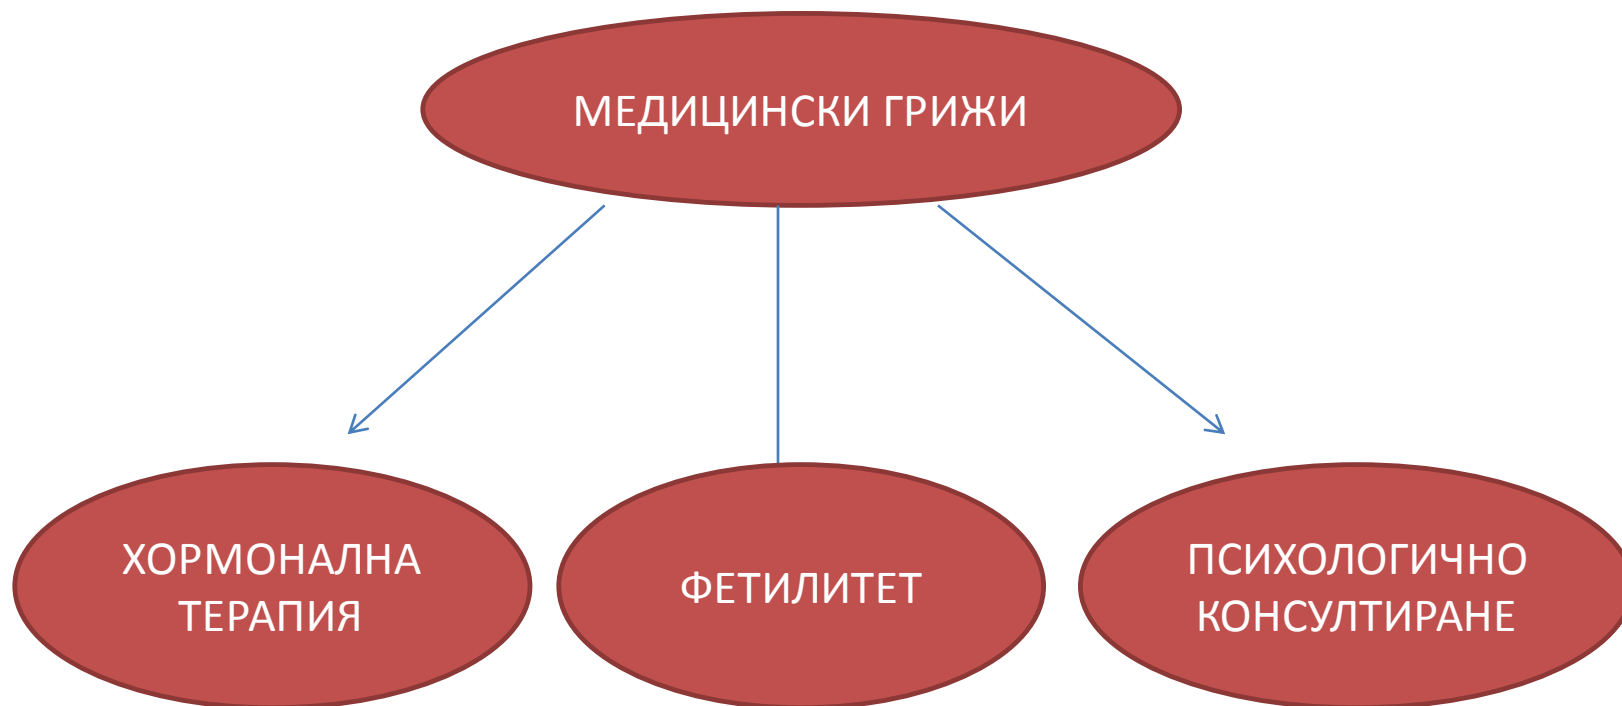 МЕДИЦИНСКИ ГРИЖИ
ХОРМОНАЛНА
ТЕРАПИЯ
ФЕТИЛИТЕТ
ПСИХОЛОГИЧНО
КОНСУЛТИРАНЕ